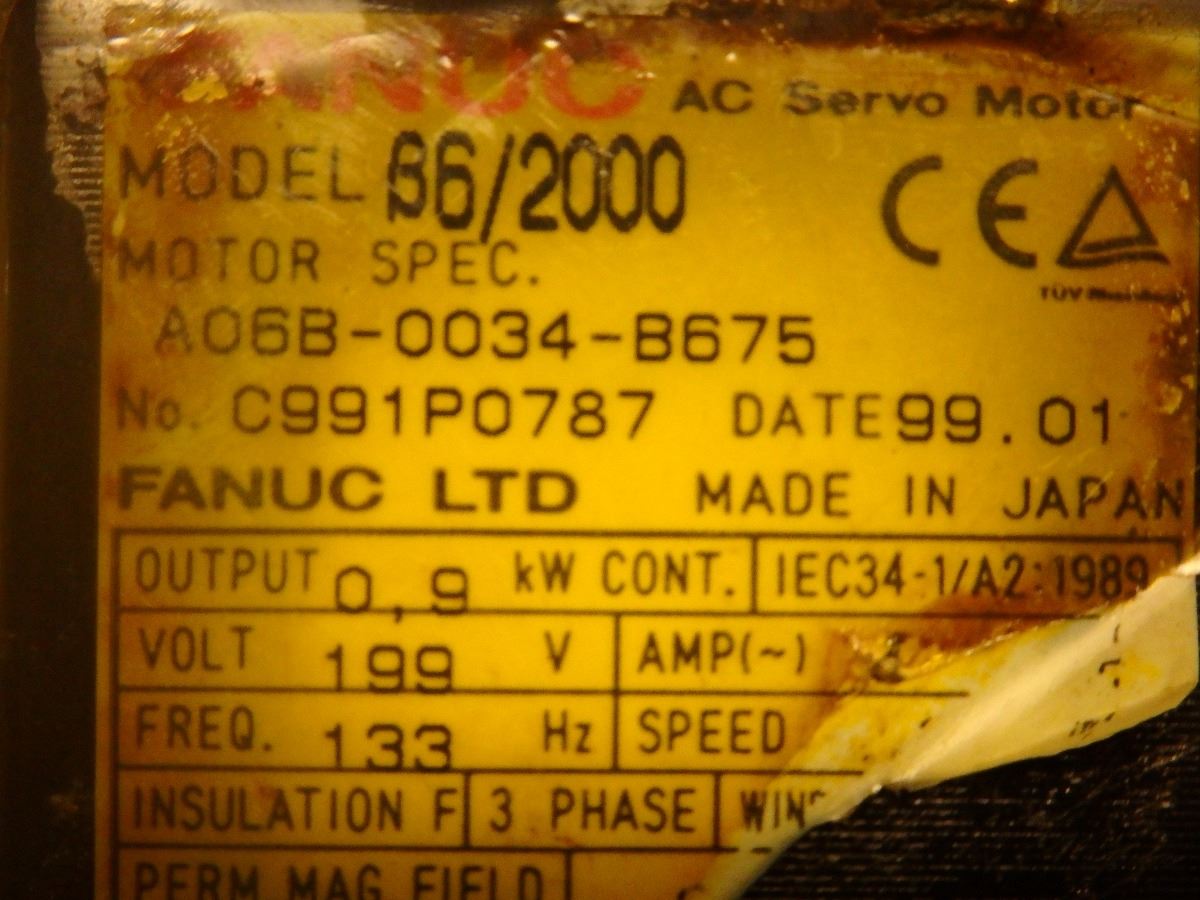 FANUC AC Servo Motor
MODEL β6/2000
CE
MOTOR SPEC.
TÜV
A06B-0034-B675
No. C991P0787 DATE 99.01
FANUC LTD MADE IN JAPAN
OUTPUT 0,9 kW CONT. IEC34-1/A2:1989
VOLT 199 V AMP(~)
FREQ. 133 Hz SPEED
INSULATION F 3 PHASE
PERM MAG FIELD